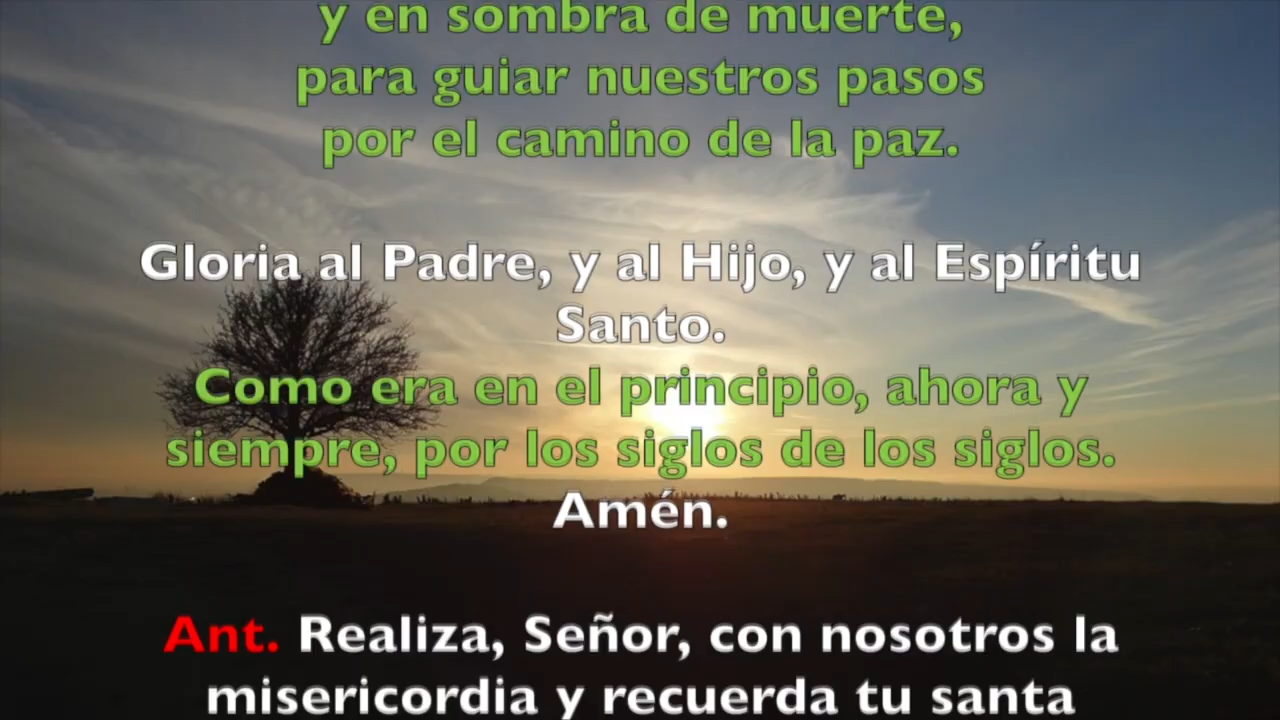 y en sombra de muerte,
para guiar nuestros pasos
por el camino de la paz.
Gloria al Padre, y al Hijo, y al Espíritu
Santo.
Como era en el principio, ahora y
siempre, por los siglos de los siglos.
Amén.
Ant. Realiza, Señor, con nosotros la
misericordia y recuerda tu santa